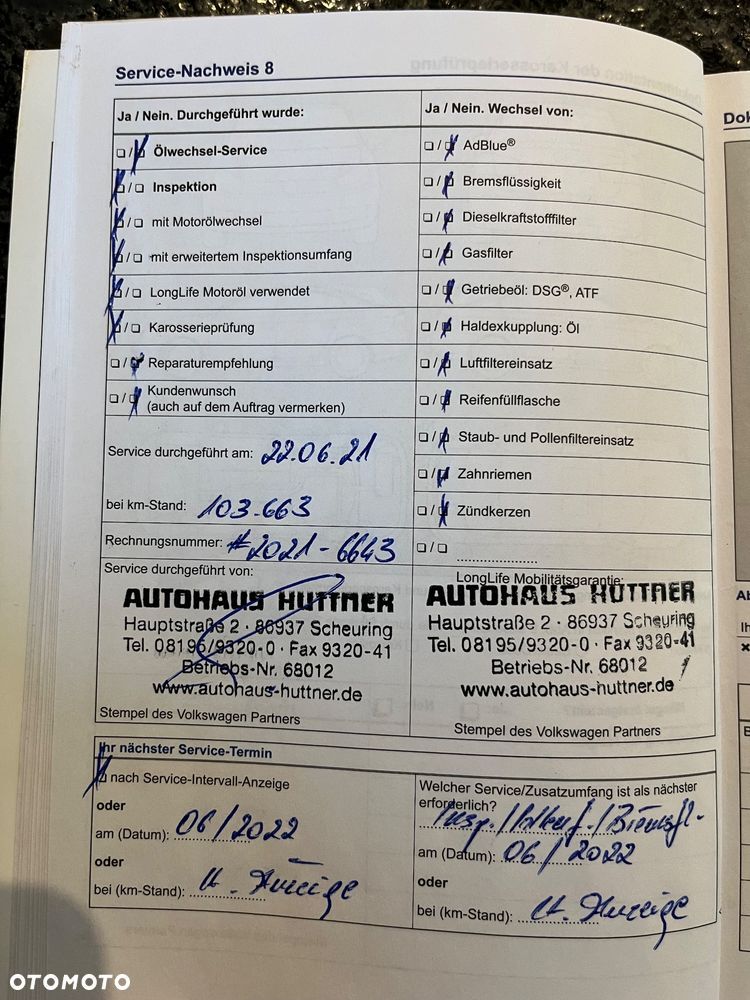 Service-Nachweis 8
Ja / Nein. Durchgeführt wurde:
☐/☒ Ölwechsel-Service
☒/☐ Inspektion
☒/☐ mit Motorölwechsel
☒/☐ mit erweitertem Inspektionsumfang
☒/☐ LongLife Motoröl verwendet
☒/☐ Karosserieprüfung
☐/☒ Reparaturempfehlung
☐/☒ Kundenwunsch
(auch auf dem Auftrag vermerken)
Service durchgeführt am: 22.06.21
bei km-Stand: 103.663
Rechnungsnummer: #2021-6643
Service durchgeführt von:
AUTOHAUS HUTTNER
Hauptstraße 2 · 86937 Scheuring
Tel. 08195/9320-0 · Fax 9320-41
Betriebs-Nr. 68012
www.autohaus-huttner.de
Stempel des Volkswagen Partners
Ja / Nein. Wechsel von:
☐/☒ AdBlue®
☐/☒ Bremsflüssigkeit
☐/☒ Dieselkraftstofffilter
☐/☒ Gasfilter
☐/☒ Getriebeöl: DSG®, ATF
☐/☒ Haldexkupplung: Öl
☐/☒ Luftfiltereinsatz
☐/☒ Reifenfüllflasche
☐/☒ Staub- und Pollenfiltereinsatz
☐/☒ Zahnriemen
☐/☒ Zündkerzen
☐/☐
LongLife Mobilitätsgarantie:
AUTOHAUS HUTTNER
Hauptstraße 2 · 86937 Scheuring
Tel. 08195/9320-0 · Fax 9320-41
Betriebs-Nr. 68012
www.autohaus-huttner.de
Stempel des Volkswagen Partners
Ihr nächster Service-Termin
☒ nach Service-Intervall-Anzeige
oder
am (Datum): 06/2022
oder
bei (km-Stand): Anzeige
Welcher Service/Zusatzumfang ist als nächster
erforderlich?
Insp./
am (Datum): 06/2022
oder
bei (km-Stand): Anzeige
Dok
OTOMOTO